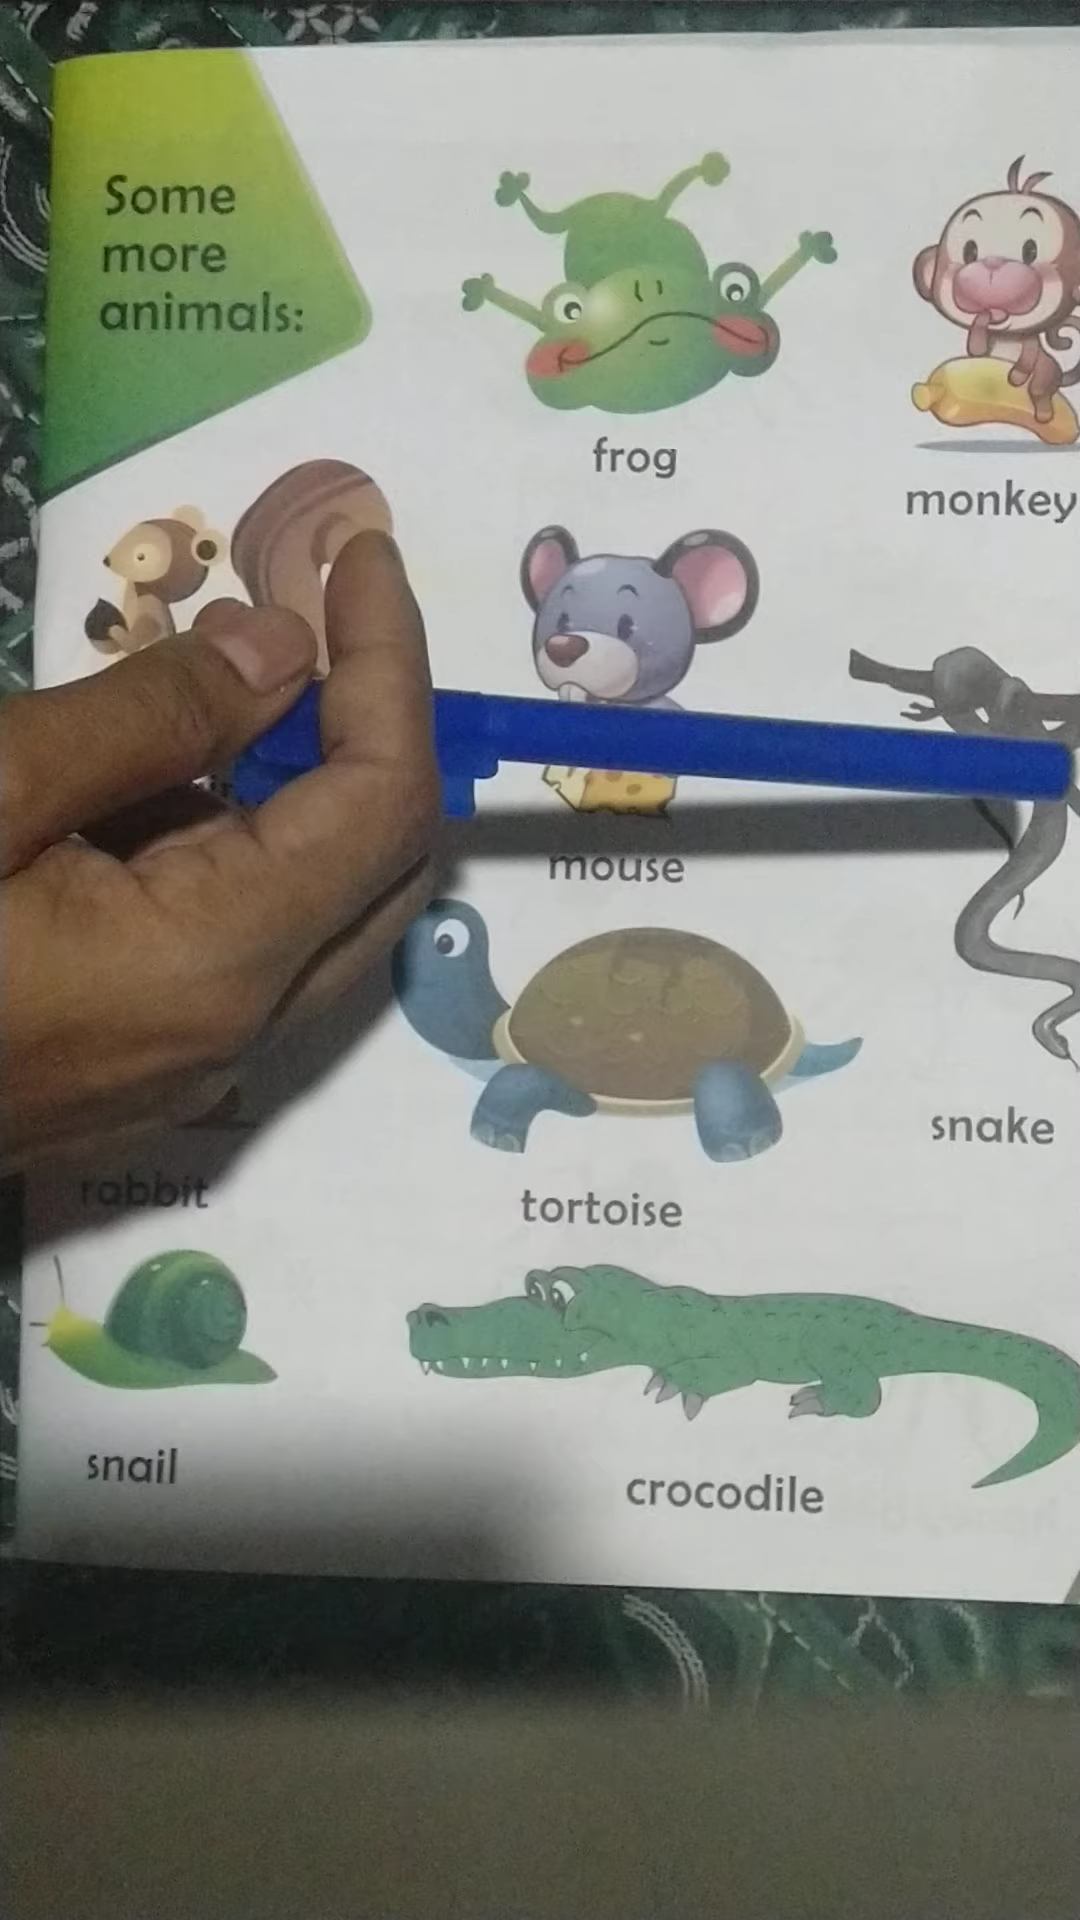 Some
more
animals:
frog
monkey
mouse
snake
rabbit
tortoise
snail
crocodile